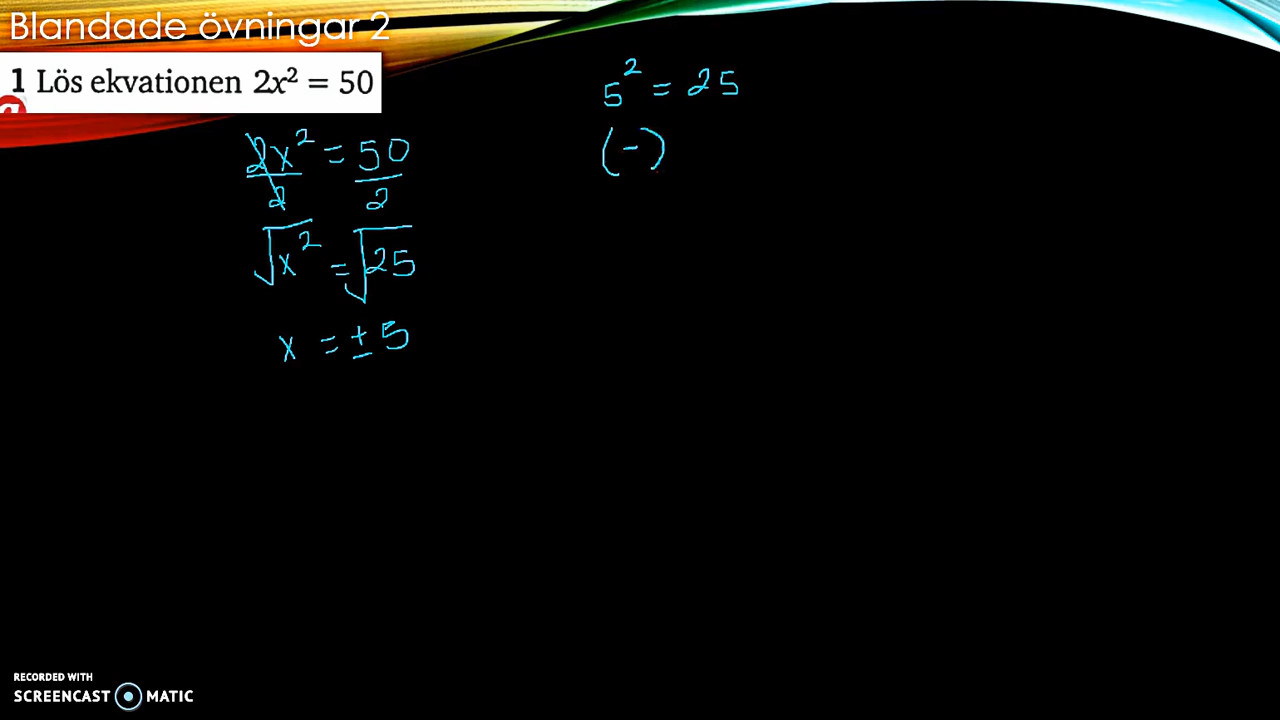 Blandade övningar 2
1 Lös ekvationen 2x² = 50
2x² = 50
2 2
√x² = √25
x = ± 5
5² = 25
(-)
RECORDED WITH
SCREENCAST MATIC